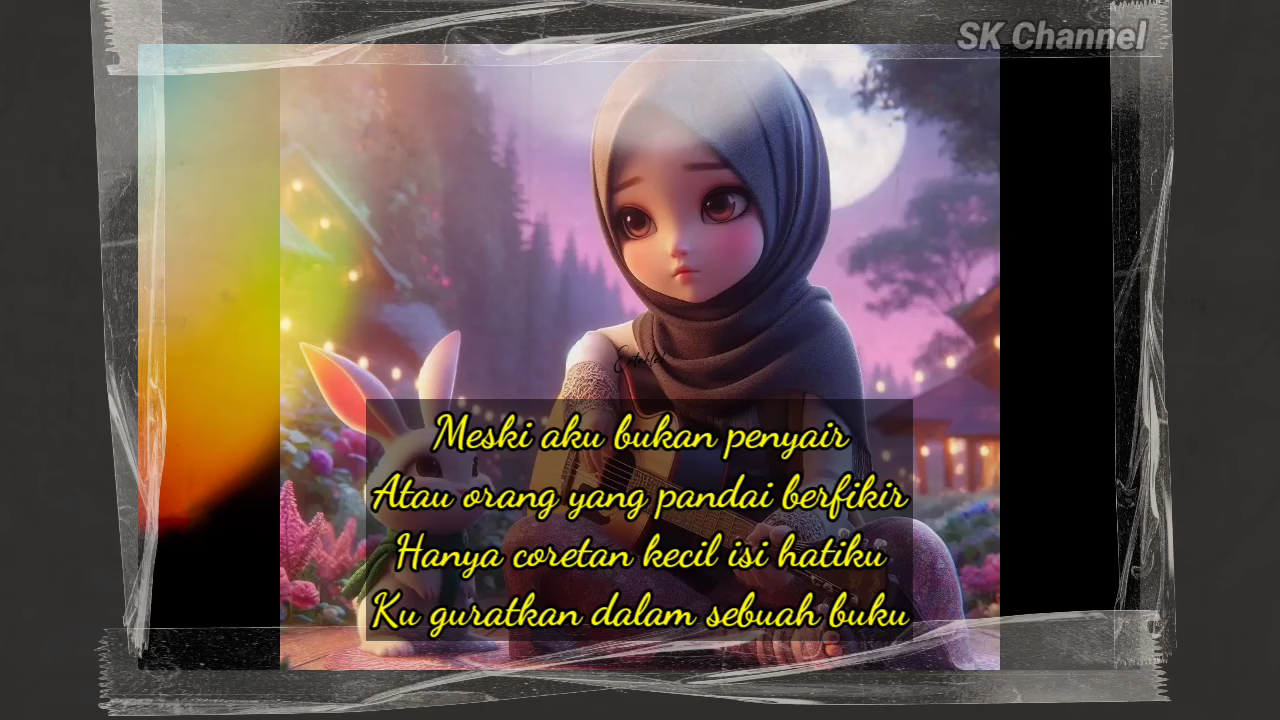 SK Channel
Meski aku bukan penyair
Atau orang yang pandai berfikir
Hanya coretan kecil isi hatiku
Ku guratkan dalam sebuah buku